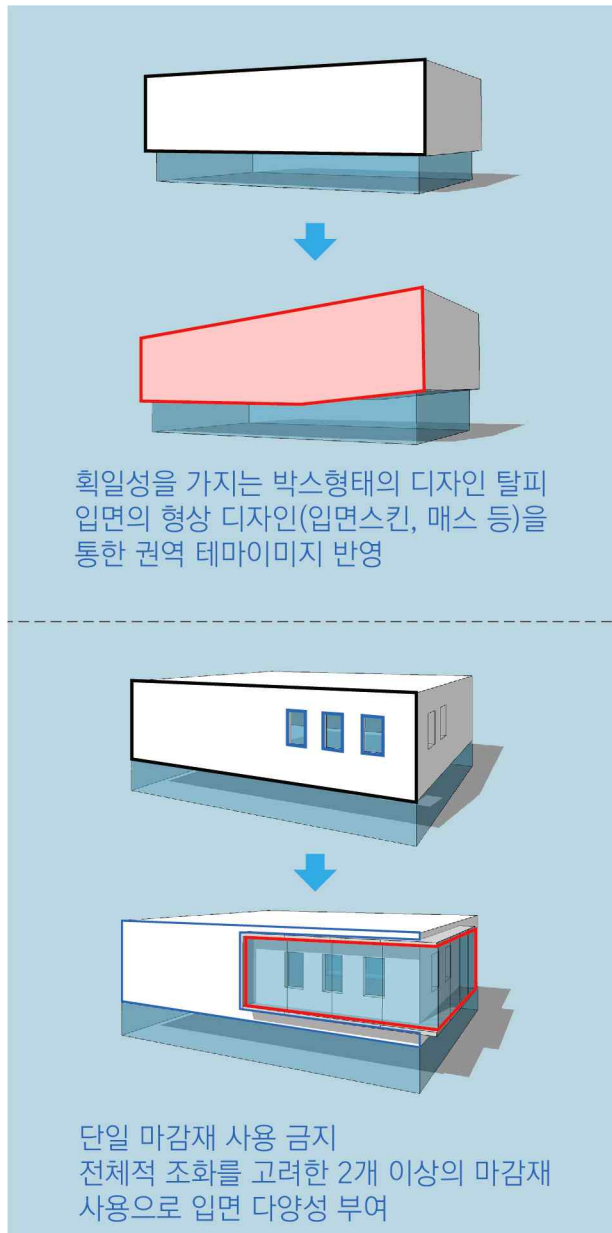 획일성을 가지는 박스형태의 디자인 탈피
입면의 형상 디자인(입면스킨, 매스 등)을
통한 권역 테마이미지 반영
단일 마감재 사용 금지
전체적 조화를 고려한 2개 이상의 마감재
사용으로 입면 다양성 부여